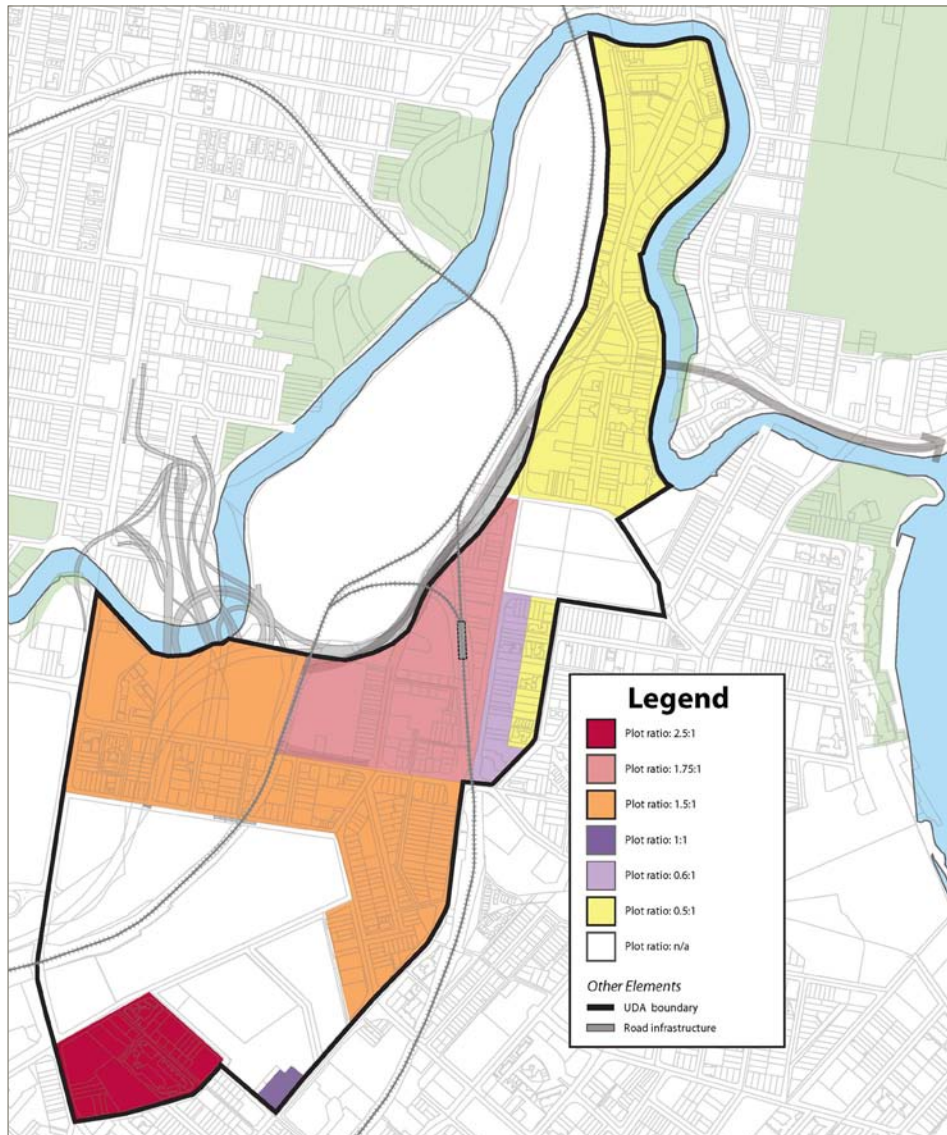 Legend
Plot ratio: 2.5:1
Plot ratio: 1.75:1
Plot ratio: 1.5:1
Plot ratio: 1:1
Plot ratio: 0.6:1
Plot ratio: 0.5:1
Plot ratio: n/a
Other Elements
UDA boundary
Road infrastructure